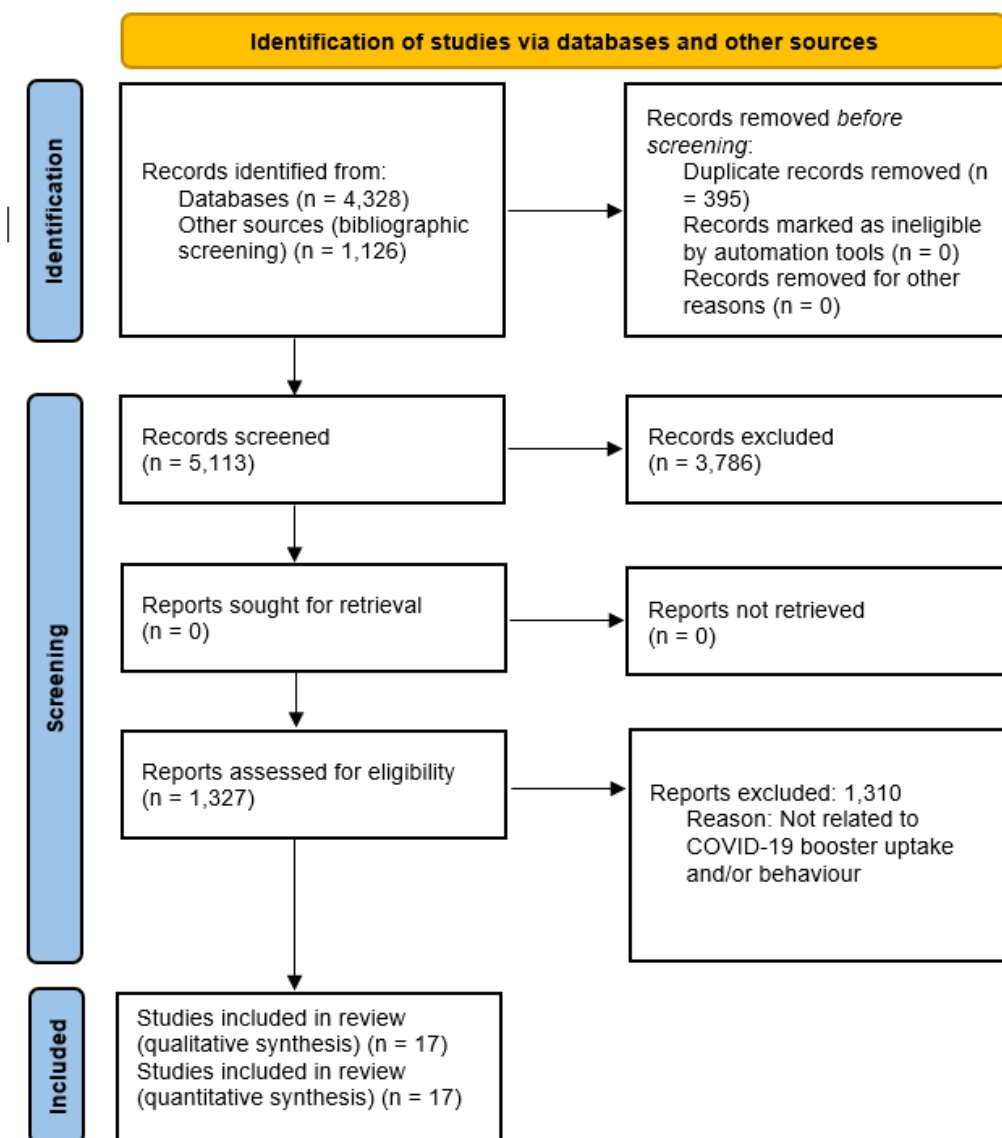 Identification of studies via databases and other sources
Identification
Records identified from:
Databases (n = 4,328)
Other sources (bibliographic
screening) (n = 1,126)
Records removed before
screening:
Duplicate records removed (n
= 395)
Records marked as ineligible
by automation tools (n = 0)
Records removed for other
reasons (n = 0)
Screening
Records screened
(n = 5,113)
Records excluded
(n = 3,786)
Reports sought for retrieval
(n = 0)
Reports not retrieved
(n = 0)
Reports assessed for eligibility
(n = 1,327)
Reports excluded: 1,310
Reason: Not related to
COVID-19 booster uptake
and/or behaviour
Included
Studies included in review
(qualitative synthesis) (n = 17)
Studies included in review
(quantitative synthesis) (n = 17)